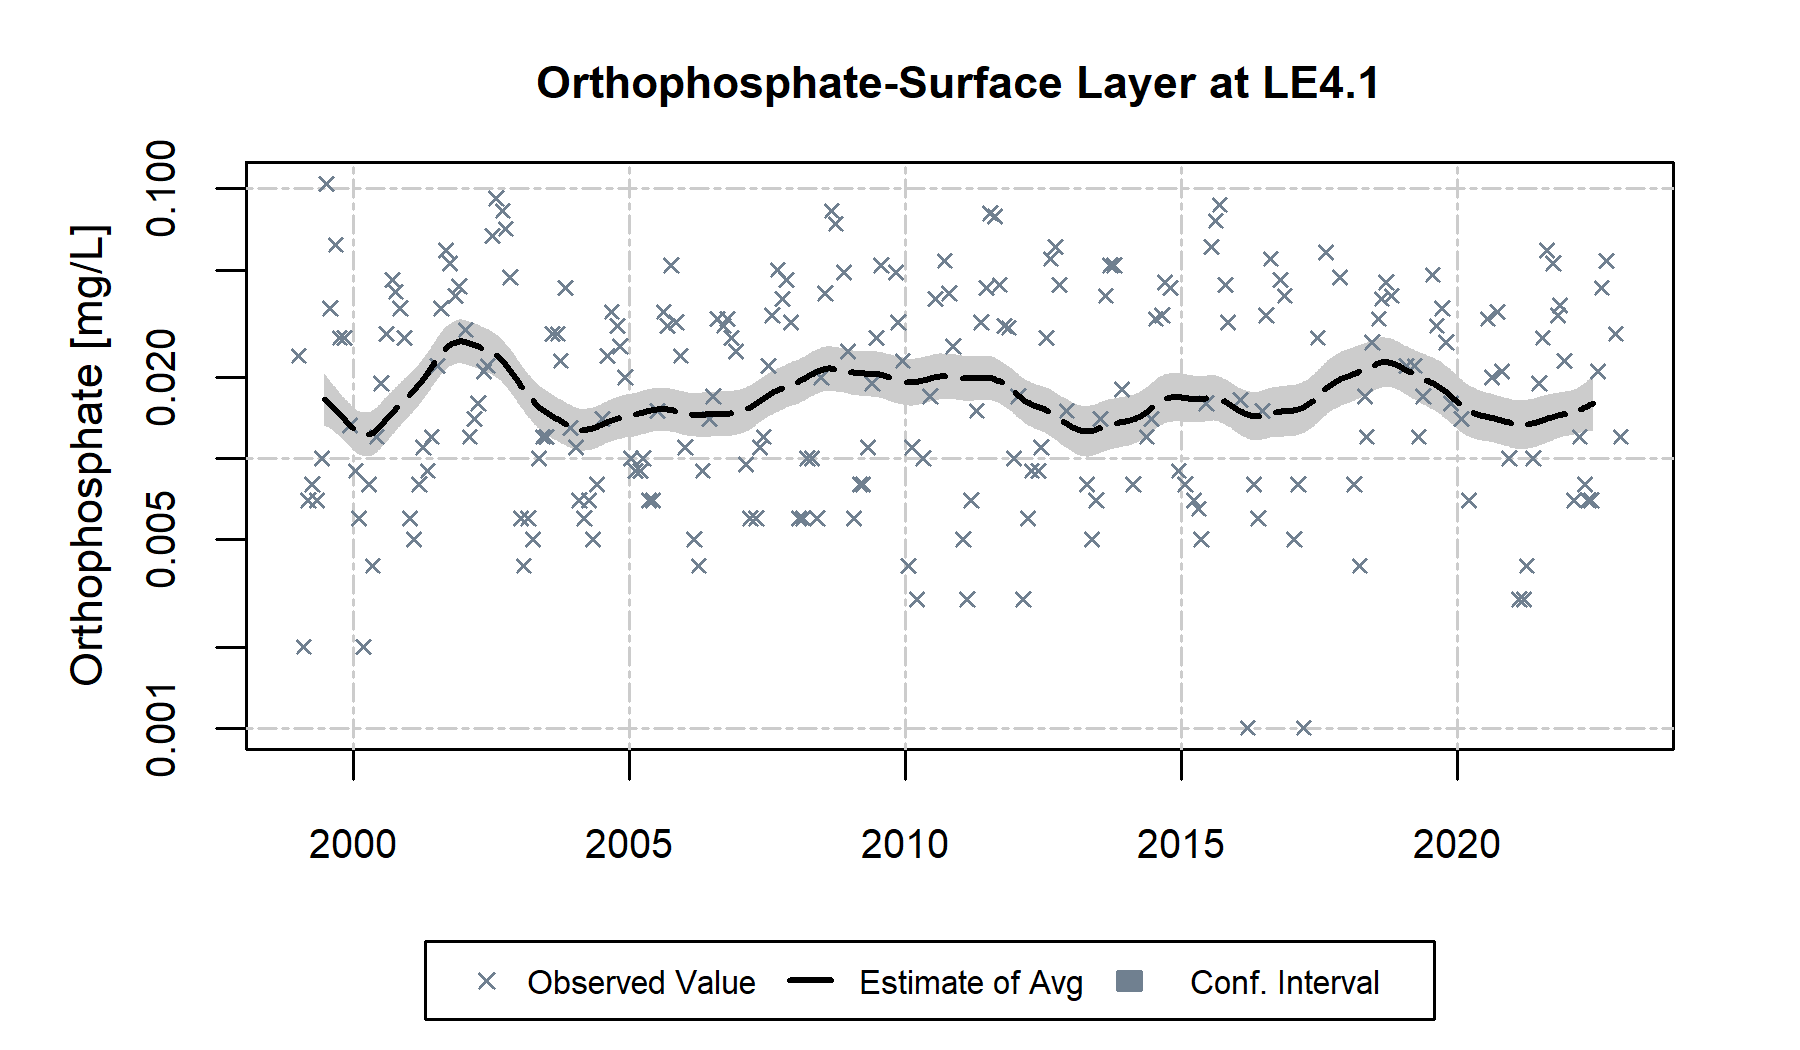 Orthophosphate-Surface Layer at LE4.1
Orthophosphate [mg/L]
0.100
0.020
0.005
0.001
2000 2005 2010 2015 2020
Observed Value Estimate of Avg Conf. Interval